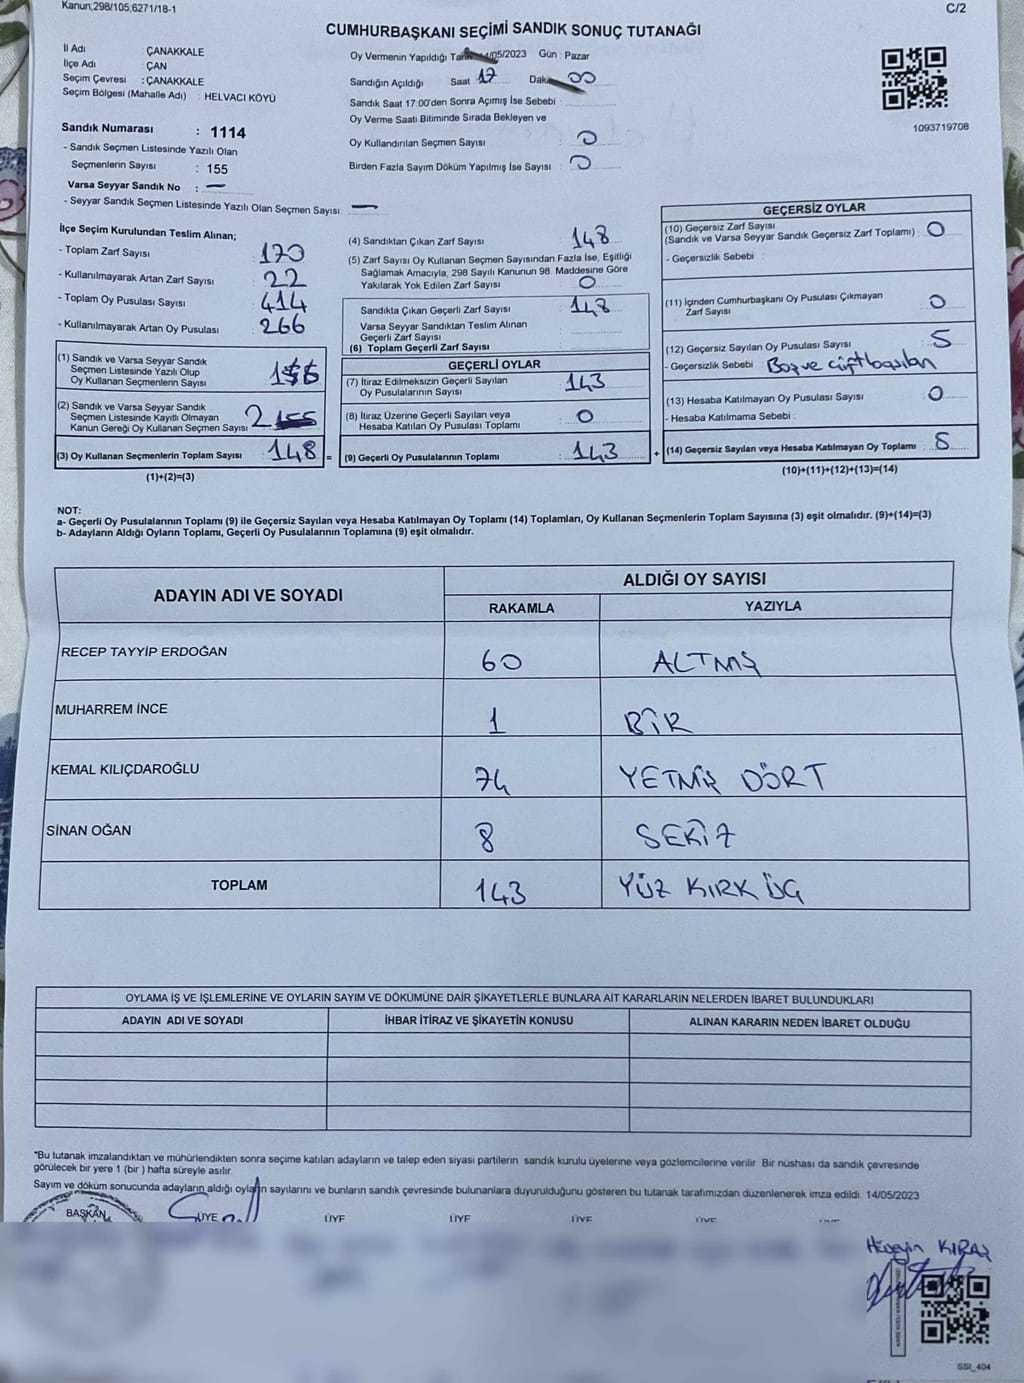 Kanun;298/105;6271/18-1
C/2
CUMHURBAŞKANI SEÇİMİ SANDIK SONUÇ TUTANAĞI
İl Adı ÇANAKKALE
İlçe Adı : ÇAN
Seçim Çevresi : ÇANAKKALE
Seçim Bölgesi (Mahalle Adı) : HELVACI KÖYÜ
Sandık Numarası : 1114
- Sandık Seçmen Listesinde Yazılı Olan
Seçmenlerin Sayısı : 155
Varsa Seyyar Sandık No : —
- Seyyar Sandık Seçmen Listesinde Yazılı Olan Seçmen Sayısı: —
Oy Vermenin Yapıldığı /05/2023 Gün : Pazar
Sandığın Açıldığı Saat 17 00
Sandık Saat 17:00'den Sonra Açımış İse Sebebi :
Oy Verme Saati Bitiminde Sırada Bekleyen ve
Oy Kullandırılan Seçmen Sayısı : 0
Birden Fazla Sayım Döküm Yapılmış İse Sayısı : 0
1093719708
İlçe Seçim Kurulundan Teslim Alınan;
- Toplam Zarf Sayısı : 170
- Kullanılmayarak Artan Zarf Sayısı : 22
- Toplam Oy Pusulası Sayısı : 414
- Kullanılmayarak Artan Oy Pusulası : 266
(1) Sandık ve Varsa Seyyar Sandık
Seçmen Listesinde Yazılı Olup
Oy Kullanan Seçmenlerin Sayısı
(2) Sandık ve Varsa Seyyar Sandık
Seçmen Listesinde Kayıtlı Olmayan
Kanun Gereği Oy Kullanan Seçmen Sayısı 2 155
(3) Oy Kullanan Seçmenlerin Toplam Sayısı : 148 =
(1)+(2)=(3)
(4) Sandıktan Çıkan Zarf Sayısı : 148
(5) Zarf Sayısı Oy Kullanan Seçmen Sayısından Fazla İse, Eşitliği
Sağlamak Amacıyla, 298 Sayılı Kanunun 98. Maddesine Göre
Yakılarak Yok Edilen Zarf Sayısı : 0
Sandıkta Çıkan Geçerli Zarf Sayısı : 148
Varsa Seyyar Sandıktan Teslim Alınan
Geçerli Zarf Sayısı
(6) Toplam Geçerli Zarf Sayısı :
GEÇERLİ OYLAR
(7) İtiraz Edilmeksizin Geçerli Sayılan
Oy Pusulalarının Sayısı : 143
(8) İtiraz Üzerine Geçerli Sayılan veya
Hesaba Katılan Oy Pusulası Toplamı : 0
(9) Geçerli Oy Pusulalarının Toplamı : 143 +
GEÇERSİZ OYLAR
(10) Geçersiz Zarf Sayısı
(Sandık ve Varsa Seyyar Sandık Geçersiz Zarf Toplamı) : 0
- Geçersizlik Sebebi :
(11) İçinden Cumhurbaşkanı Oy Pusulası Çıkmayan
Zarf Sayısı : 0
(12) Geçersiz Sayılan Oy Pusulası Sayısı : 5
- Geçersizlik Sebebi : Boş ve çift basılan
(13) Hesaba Katılmayan Oy Pusulası Sayısı : 0
- Hesaba Katılmama Sebebi :
(14) Geçersiz Sayılan veya Hesaba Katılmayan Oy Toplamı : 5
(10)+(11)+(12)+(13)=(14)
NOT:
a- Geçerli Oy Pusulalarının Toplamı (9) ile Geçersiz Sayılan veya Hesaba Katılmayan Oy Toplamı (14) Toplamları, Oy Kullanan Seçmenlerin Toplam Sayısına (3) eşit olmalıdır. (9)+(14)=(3)
b- Adayların Aldığı Oyların Toplamı, Geçerli Oy Pusulalarının Toplamına (9) eşit olmalıdır.
ADAYIN ADI VE SOYADI ALDIĞI OY SAYISI
RAKAMLA YAZIYLA
RECEP TAYYİP ERDOĞAN 60 ALTMIŞ
MUHARREM İNCE 1 BİR
KEMAL KILIÇDAROĞLU 74 YETMİŞ DÖRT
SİNAN OĞAN 8 SEKİZ
TOPLAM 143 YÜZ KIRK ÜÇ
OYLAMA İŞ VE İŞLEMLERİNE VE OYLARIN SAYIM VE DÖKÜMÜNE DAİR ŞİKAYETLERLE BUNLARA AİT KARARLARIN NELERDEN İBARET BULUNDUKLARI
ADAYIN ADI VE SOYADI İHBAR İTİRAZ VE ŞİKAYETİN KONUSU ALINAN KARARIN NEDEN İBARET OLDUĞU
"Bu tutanak imzalandıktan ve mühürlendikten sonra seçime katılan adayların ve talep eden siyasi partilerin sandık kurulu üyelerine veya gözlemcilerine verilir. Bir nüshası da sandık çevresinde
görülecek bir yere 1 (bir ) hafta süreyle asılır.
Sayım ve döküm sonucunda adayların aldığı oyların sayılarını ve bunların sandık çevresinde bulunanlara duyurulduğunu gösteren bu tutanak tarafımızdan düzenlenerek imza edildi. 14/05/2023
BAŞKAN ÜYE ÜYE ÜYE ÜYE ÜYE
Hüseyin KIRAŞ
SSI_404